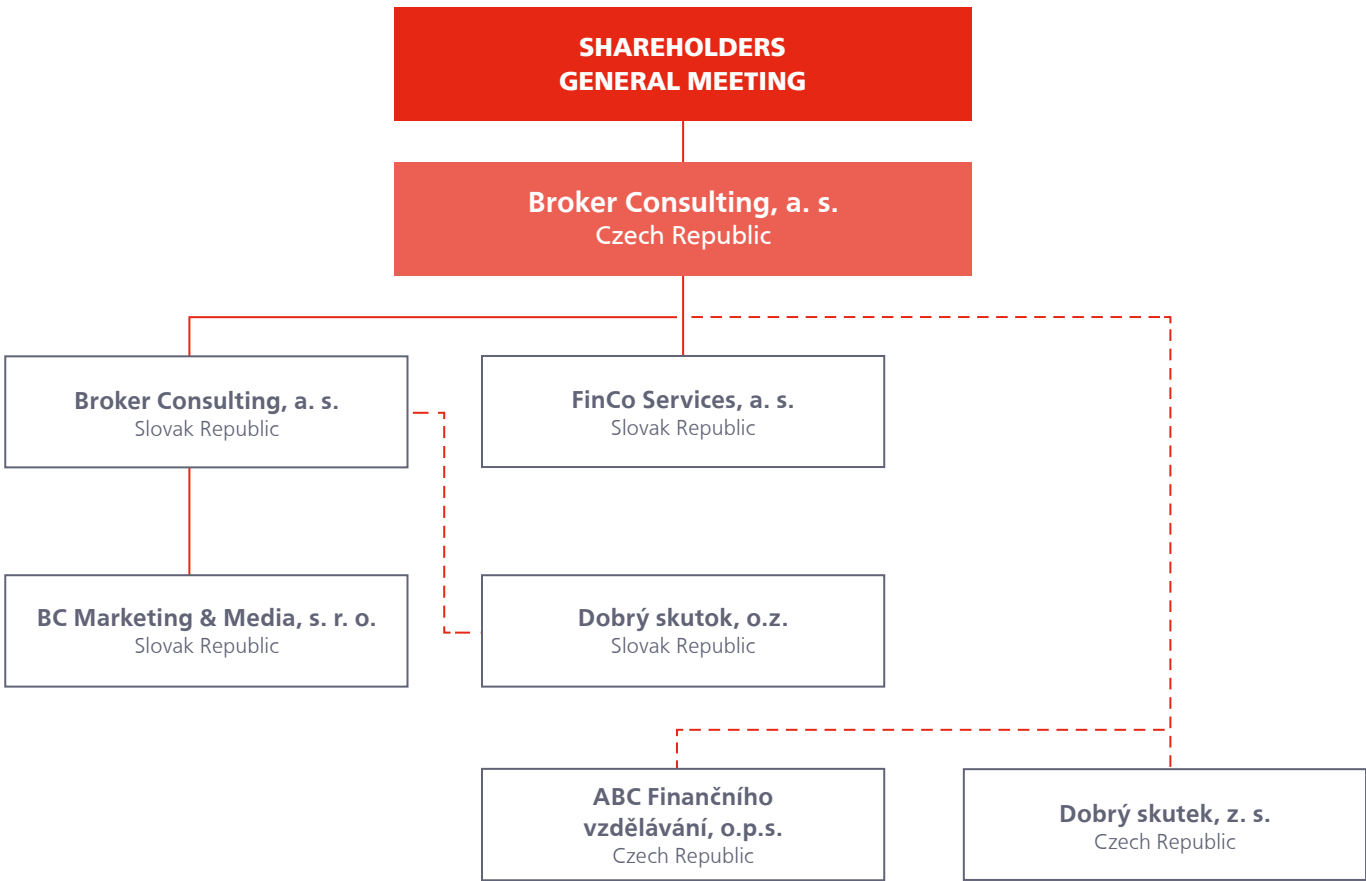 SHAREHOLDERS
GENERAL MEETING
Broker Consulting, a. s.
Czech Republic
Broker Consulting, a. s.
Slovak Republic
FinCo Services, a. s.
Slovak Republic
BC Marketing & Media, s. r. o.
Slovak Republic
Dobrý skutok, o.z.
Slovak Republic
ABC Finančního
vzdělávání, o.p.s.
Czech Republic
Dobrý skutek, z. s.
Czech Republic